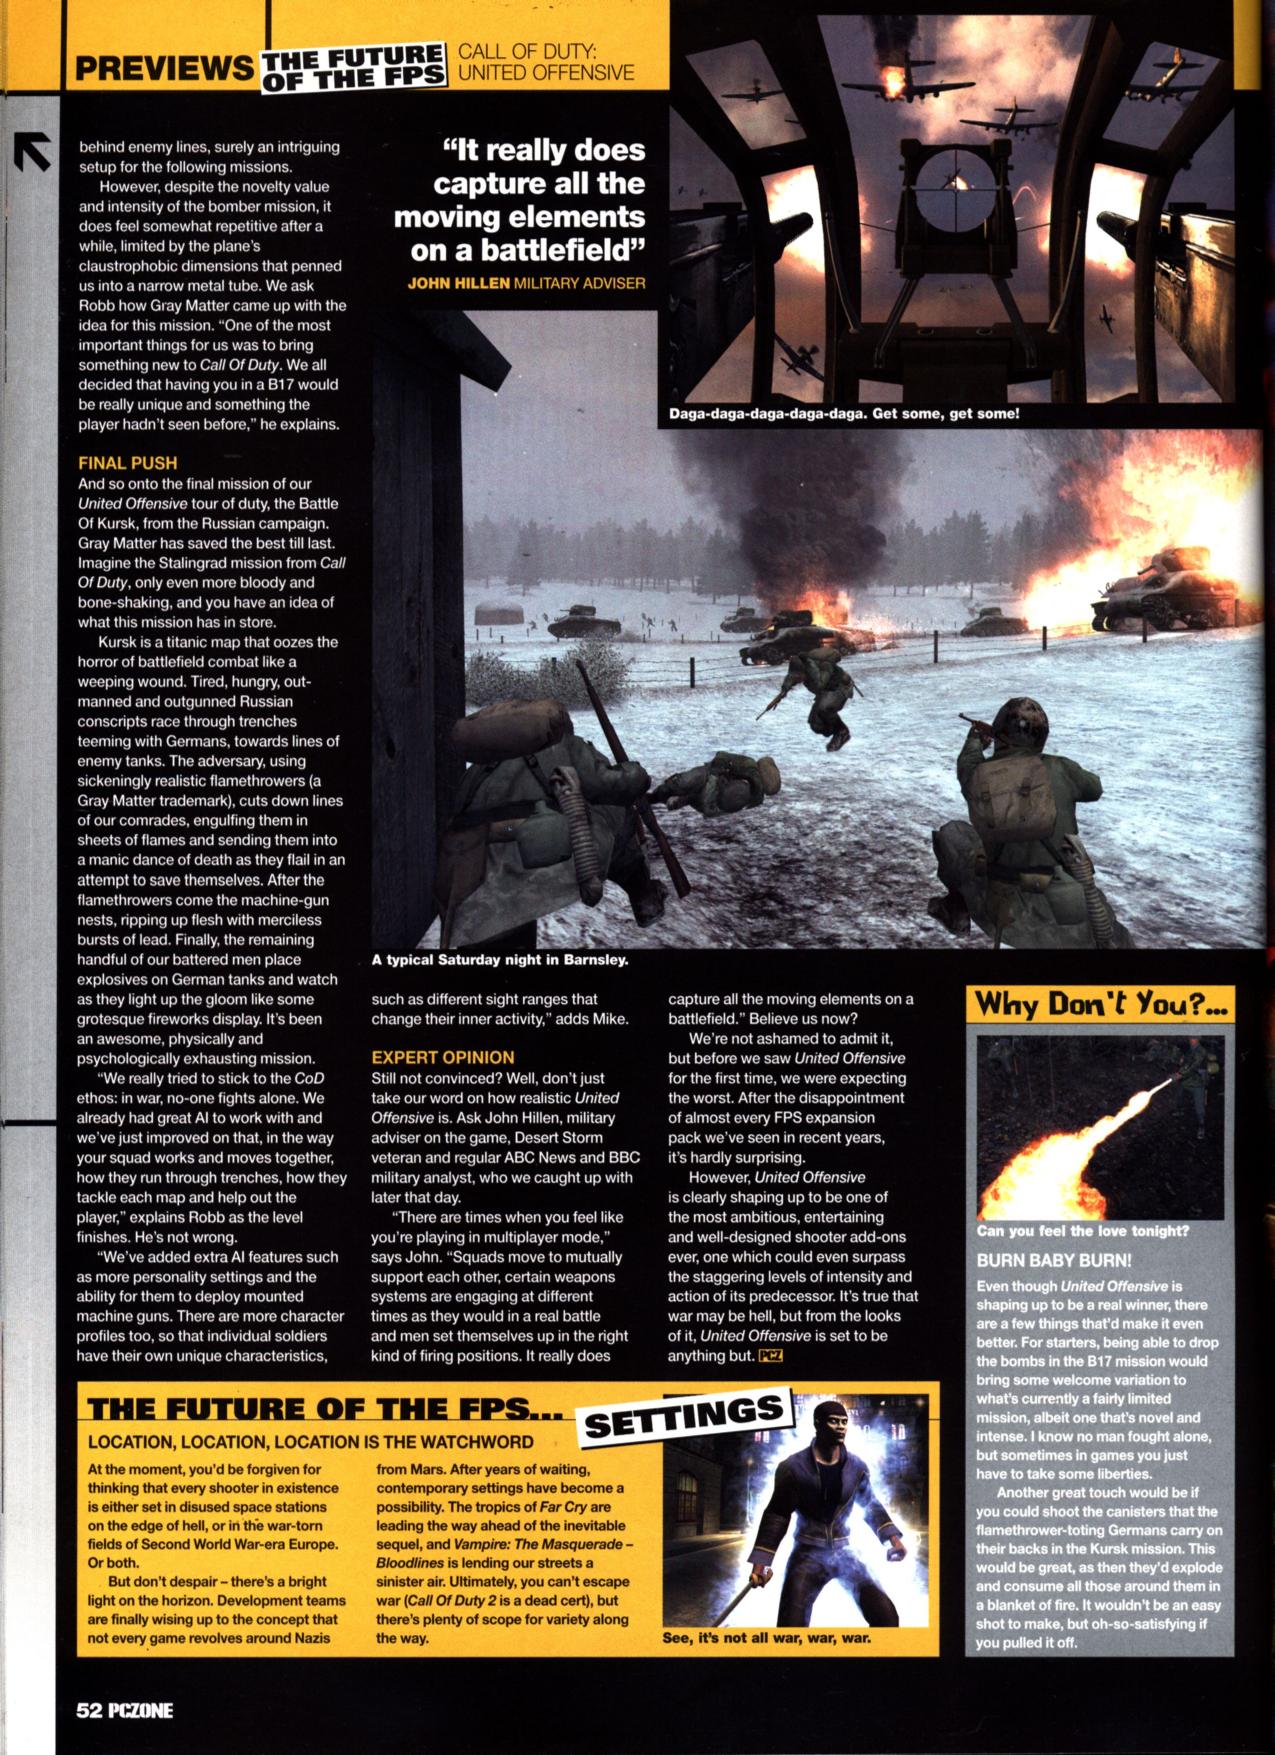 PREVIEWS
THE FUTURE
OF THE FPS
CALL OF DUTY:
UNITED OFFENSIVE
behind enemy lines, surely an intriguing
setup for the following missions.
However, despite the novelty value
and intensity of the bomber mission, it
does feel somewhat repetitive after a
while, limited by the plane's
claustrophobic dimensions that penned
us into a narrow metal tube. We ask
Robb how Gray Matter came up with the
idea for this mission. “One of the most
important things for us was to bring
something new to Call Of Duty. We all
decided that having you in a B17 would
be really unique and something the
player hadn't seen before,” he explains.
FINAL PUSH
And so onto the final mission of our
United Offensive tour of duty, the Battle
Of Kursk, from the Russian campaign.
Gray Matter has saved the best till last.
Imagine the Stalingrad mission from Call
Of Duty, only even more bloody and
bone-shaking, and you have an idea of
what this mission has in store.
Kursk is a titanic map that oozes the
horror of battlefield combat like a
weeping wound. Tired, hungry, out-
manned and outgunned Russian
conscripts race through trenches
teeming with Germans, towards lines of
enemy tanks. The adversary, using
sickeningly realistic flamethrowers (a
Gray Matter trademark), cuts down lines
of our comrades, engulfing them in
sheets of flames and sending them into
a manic dance of death as they flail in an
attempt to save themselves. After the
flamethrowers come the machine-gun
nests, ripping up flesh with merciless
bursts of lead. Finally, the remaining
handful of our battered men place
explosives on German tanks and watch
as they light up the gloom like some
grotesque fireworks display. It's been
an awesome, physically and
psychologically exhausting mission.
“We really tried to stick to the CoD
ethos: in war, no-one fights alone. We
already had great AI to work with and
we've just improved on that, in the way
your squad works and moves together,
how they run through trenches, how they
tackle each map and help out the
player,” explains Robb as the level
finishes. He's not wrong.
“We've added extra AI features such
as more personality settings and the
ability for them to deploy mounted
machine guns. There are more character
profiles too, so that individual soldiers
have their own unique characteristics,
“It really does
capture all the
moving elements
on a battlefield”
JOHN HILLEN MILITARY ADVISER
Daga-daga-daga-daga-daga. Get some, get some!
A typical Saturday night in Barnsley.
such as different sight ranges that
change their inner activity,” adds Mike.
EXPERT OPINION
Still not convinced? Well, don't just
take our word on how realistic United
Offensive is. Ask John Hillen, military
adviser on the game, Desert Storm
veteran and regular ABC News and BBC
military analyst, who we caught up with
later that day.
“There are times when you feel like
you're playing in multiplayer mode,”
says John. “Squads move to mutually
support each other, certain weapons
systems are engaging at different
times as they would in a real battle
and men set themselves up in the right
kind of firing positions. It really does
capture all the moving elements on a
battlefield.” Believe us now?
We're not ashamed to admit it,
but before we saw United Offensive
for the first time, we were expecting
the worst. After the disappointment
of almost every FPS expansion
pack we've seen in recent years,
it's hardly surprising.
However, United Offensive
is clearly shaping up to be one of
the most ambitious, entertaining
and well-designed shooter add-ons
ever, one which could even surpass
the staggering levels of intensity and
action of its predecessor. It's true that
war may be hell, but from the looks
of it, United Offensive is set to be
anything but. PCZ
Why Don't You?...
Can you feel the love tonight?
BURN BABY BURN!
Even though United Offensive is
shaping up to be a real winner, there
are a few things that'd make it even
better. For starters, being able to drop
the bombs in the B17 mission would
bring some welcome variation to
what's currently a fairly limited
mission, albeit one that's novel and
intense. I know no man fought alone,
but sometimes in games you just
have to take some liberties.
Another great touch would be if
you could shoot the canisters that the
flamethrower-toting Germans carry on
their backs in the Kursk mission. This
would be great, as then they'd explode
and consume all those around them in
a blanket of fire. It wouldn't be an easy
shot to make, but oh-so-satisfying if
you pulled it off.
THE FUTURE OF THE FPS...
SETTINGS
LOCATION, LOCATION, LOCATION IS THE WATCHWORD
At the moment, you'd be forgiven for
thinking that every shooter in existence
is either set in disused space stations
on the edge of hell, or in the war-torn
fields of Second World War-era Europe.
Or both.
But don't despair – there's a bright
light on the horizon. Development teams
are finally wising up to the concept that
not every game revolves around Nazis
from Mars. After years of waiting,
contemporary settings have become a
possibility. The tropics of Far Cry are
leading the way ahead of the inevitable
sequel, and Vampire: The Masquerade –
Bloodlines is lending our streets a
sinister air. Ultimately, you can't escape
war (Call Of Duty 2 is a dead cert), but
there's plenty of scope for variety along
the way.
See, it's not all war, war, war.
52 PCZONE